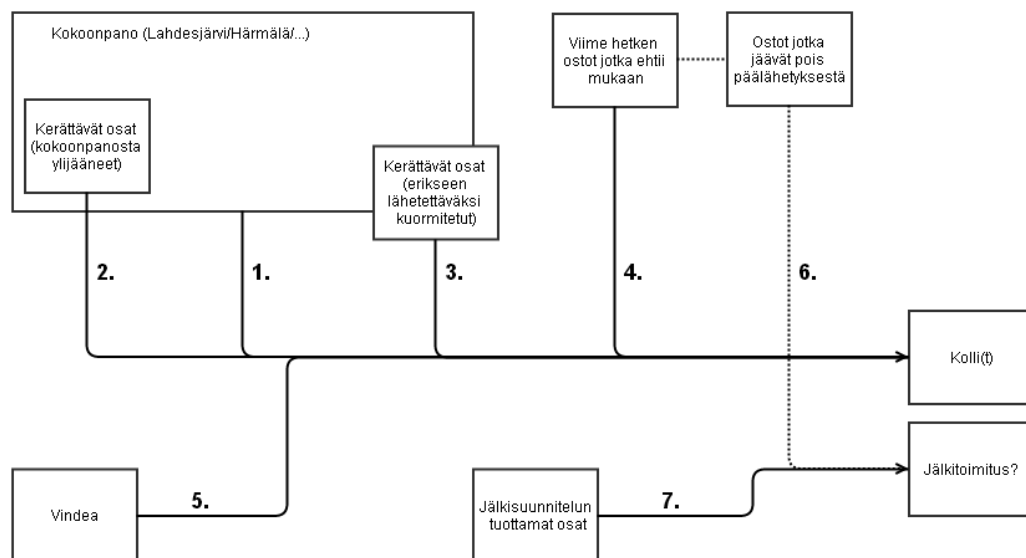 Kokoonpano (Lahdesjärvi/Härmälä/...)
Viime hetken
ostot jotka ehtii
mukaan
Ostot jotka
jäävät pois
päälähetyksestä
Kerättävät osat
(kokoonpanosta
ylijääneet)
Kerättävät osat
(erikseen
lähetettäväksi
kuormitetut)
2.
1.
3.
4.
6.
Kolli(t)
Vindea
5.
Jälkisuunnitelun
tuottamat osat
7.
Jälkitoimitus?